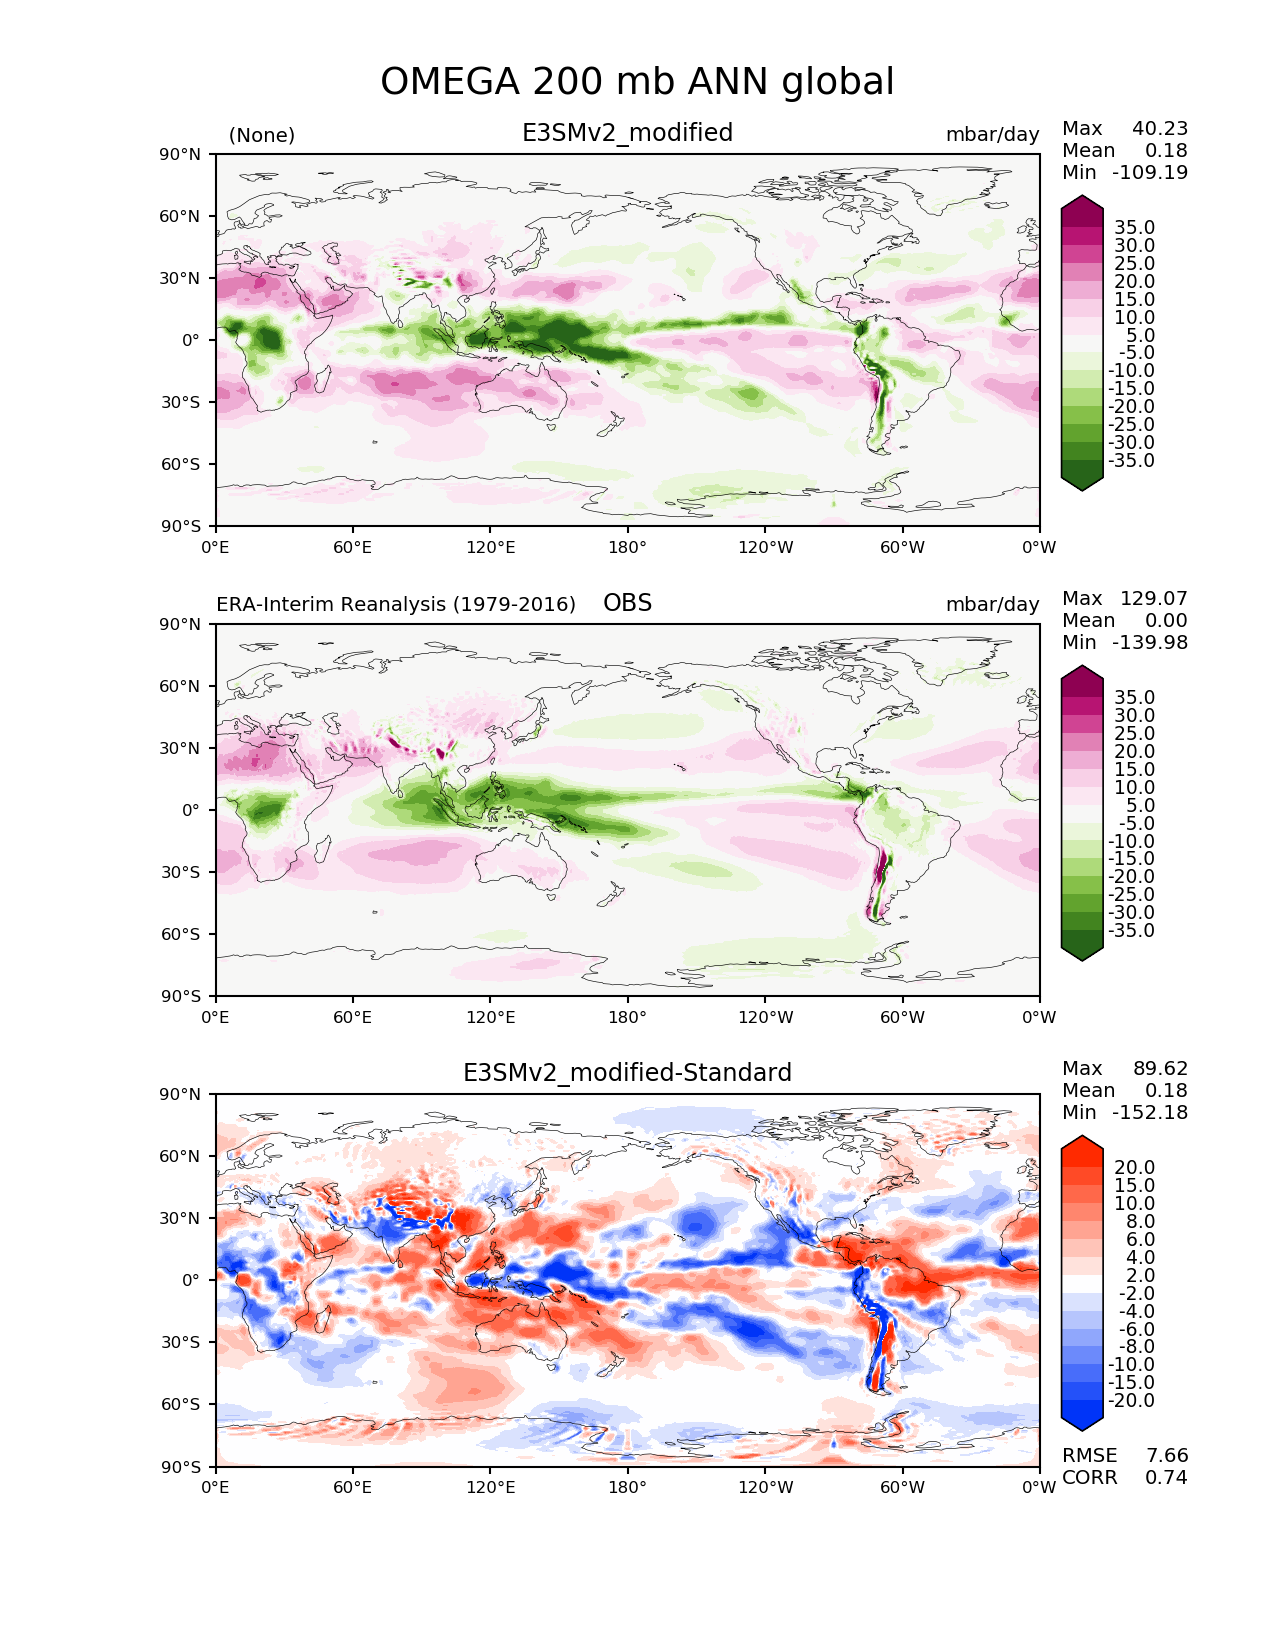 OMEGA 200 mb ANN global
(None) E3SMv2_modified mbar/day
Max 40.23
Mean 0.18
Min -109.19
90°N
60°N
30°N
0°
30°S
60°S
90°S
0°E 60°E 120°E 180° 120°W 60°W 0°W
35.0
30.0
25.0
20.0
15.0
10.0
5.0
-5.0
-10.0
-15.0
-20.0
-25.0
-30.0
-35.0
ERA-Interim Reanalysis (1979-2016) OBS mbar/day
Max 129.07
Mean 0.00
Min -139.98
90°N
60°N
30°N
0°
30°S
60°S
90°S
0°E 60°E 120°E 180° 120°W 60°W 0°W
35.0
30.0
25.0
20.0
15.0
10.0
5.0
-5.0
-10.0
-15.0
-20.0
-25.0
-30.0
-35.0
E3SMv2_modified-Standard
Max 89.62
Mean 0.18
Min -152.18
90°N
60°N
30°N
0°
30°S
60°S
90°S
0°E 60°E 120°E 180° 120°W 60°W 0°W
20.0
15.0
10.0
8.0
6.0
4.0
2.0
-2.0
-4.0
-6.0
-8.0
-10.0
-15.0
-20.0
RMSE 7.66
CORR 0.74